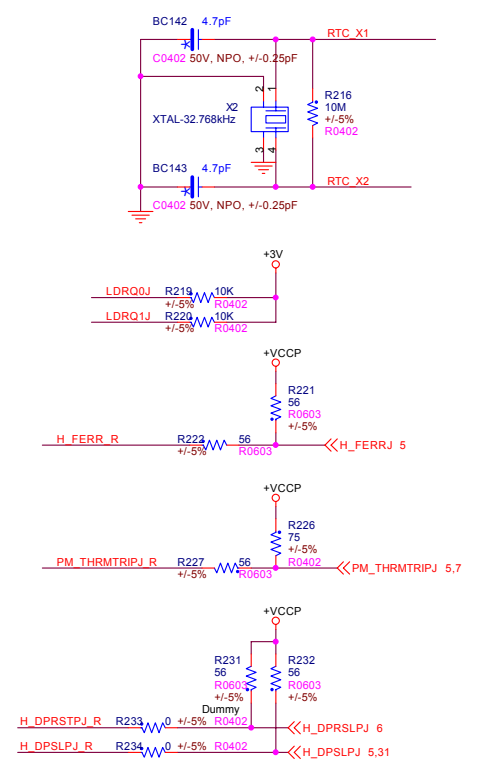 BC142 4.7pF
RTC_X1
C0402 50V, NPO, +/-0.25pF
2 1
R216
10M
+/-5%
R0402
X2
XTAL-32.768kHz
3 4
BC143 4.7pF
RTC_X2
C0402 50V, NPO, +/-0.25pF
+3V
LDRQ0J R219 10K
+/-5% R0402
LDRQ1J R220 10K
+/-5% R0402
+VCCP
R221
56
R0603
+/-5%
H_FERR_R R222 56
H_FERRJ 5
+/-5% R0603
+VCCP
R226
75
+/-5%
R0402
PM_THRMTRIPJ_R R227 56
PM_THRMTRIPJ 5,7
+/-5% R0603
+VCCP
R231 R232
56 56
R0603 R0603
+/-5% +/-5%
Dummy
H_DPRSTPJ_R R233 0 +/-5% R0402
H_DPRSLPJ 6
H_DPSLPJ_R R234 0 +/-5% R0402
H_DPSLPJ 5,31